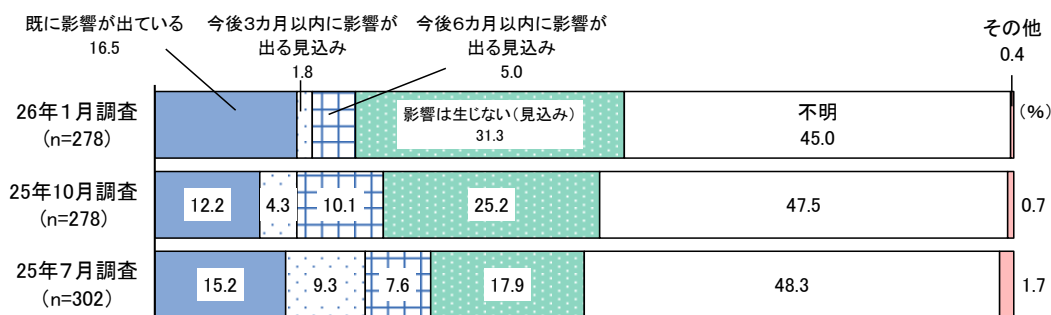 既に影響が出ている
16.5
今後3カ月以内に影響が
出る見込み
1.8
今後6カ月以内に影響が
出る見込み
5.0
その他
0.4
26年1月調査
(n=278)
影響は生じない(見込み)
31.3
不明
45.0
(%)
25年10月調査
(n=278)
12.2
4.3
10.1
25.2
47.5
0.7
25年7月調査
(n=302)
15.2
9.3
7.6
17.9
48.3
1.7